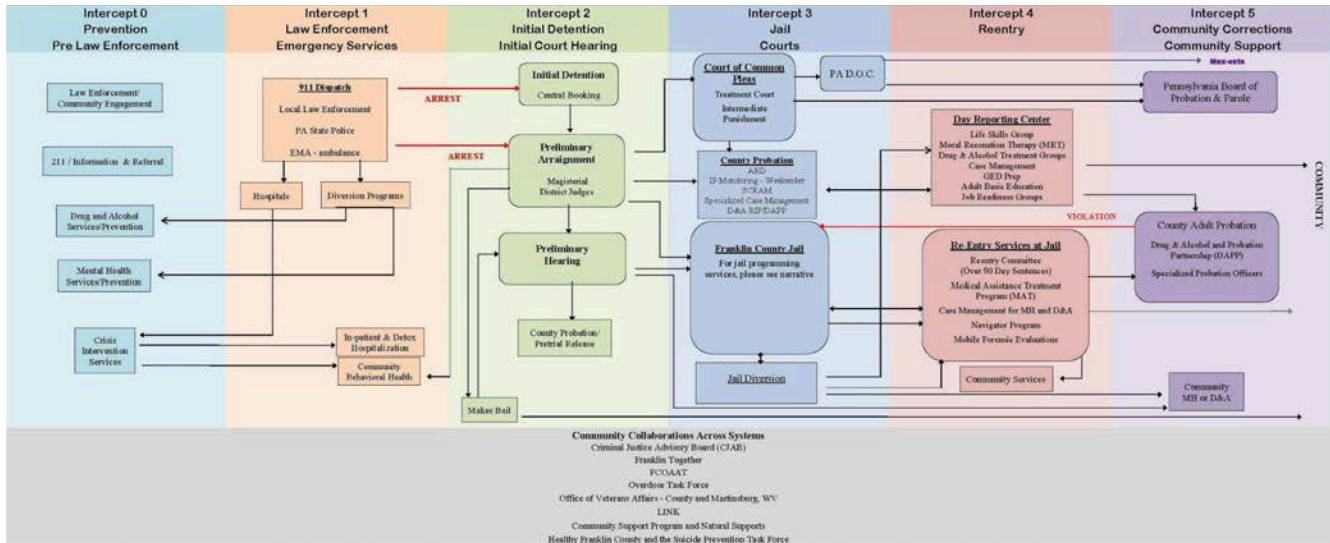 Intercept 0
Prevention
Pre Law Enforcement
Intercept 1
Law Enforcement
Emergency Services
Intercept 2
Initial Detention
Initial Court Hearing
Intercept 3
Jail
Courts
Intercept 4
Reentry
Intercept 5
Community Corrections
Community Support
Law Enforcement/
Community Engagement
211 / Information & Referral
Drug and Alcohol
Services/Prevention
Mental Health
Services/Prevention
Crisis
Intervention
Services
911 Dispatch
Local Law Enforcement
PA State Police
EMA - ambulance
Hospitals
Diversion Programs
In-patient & Detox
Hospitalization
Community
Behavioral Health
ARREST
ARREST
Initial Detention
Central Booking
Preliminary
Arraignment
Magisterial
District Judges
Preliminary
Hearing
County Probation/
Pretrial Release
Makes Bail
Court of Common
Pleas
Treatment Court
Intermediate
Punishment
PA D.O.C.
County Probation
ARD
IP Monitoring - Weekender
SCRAM
Specialized Case Management
D&A RIP/DAPP
Franklin County Jail
For jail programming
services, please see narrative
Jail Diversion
Day Reporting Center
Life Skills Group
Moral Reconation Therapy (MRT)
Drug & Alcohol Treatment Groups
Case Management
GED Prep
Adult Basic Education
Job Readiness Groups
VIOLATION
Re-Entry Services at Jail
Reentry Committee
(Over 90 Day Sentences)
Medical Assistance Treatment
Program (MAT)
Case Management for MH and D&A
Navigator Program
Mobile Forensic Evaluations
Community Services
Max-outs
Pennsylvania Board of
Probation & Parole
County Adult Probation
Drug & Alcohol and Probation
Partnership (DAPP)
Specialized Probation Officers
Community
MH or D&A
COMMUNITY
Community Collaborations Across Systems
Criminal Justice Advisory Board (CJAB)
Franklin Together
FCOAAT
Overdose Task Force
Office of Veterans Affairs - County and Martinsburg, WV
LINK
Community Support Program and Natural Supports
Healthy Franklin County and the Suicide Prevention Task Force